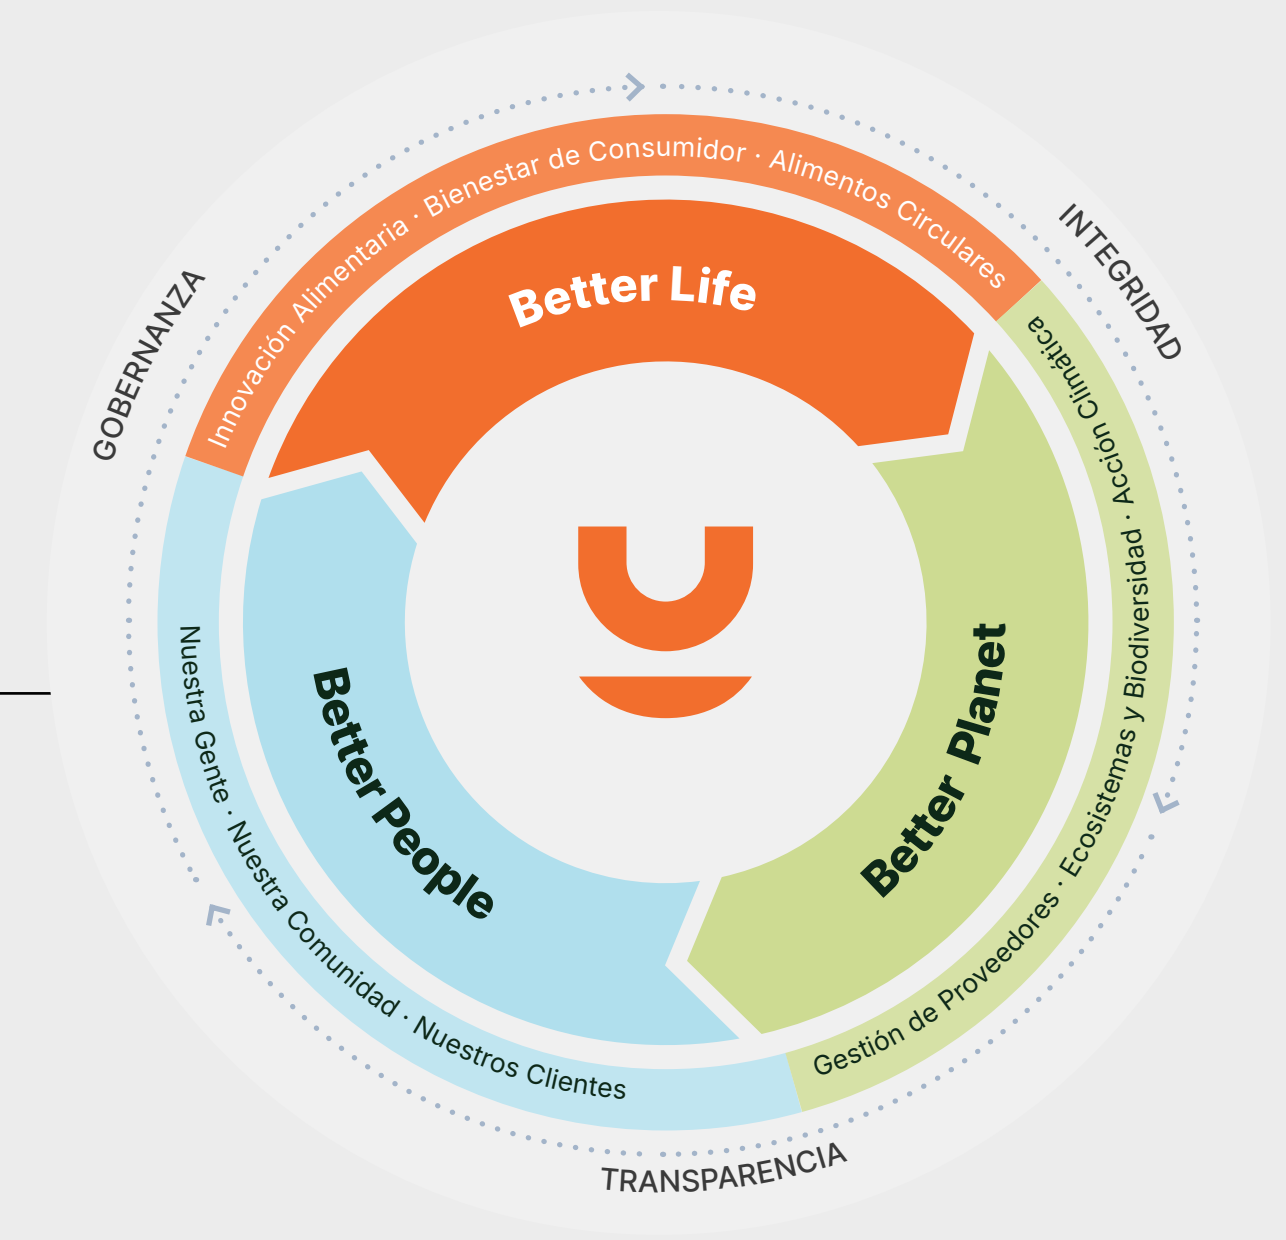 GOBERNANZA
INTEGRIDAD
TRANSPARENCIA
Innovación Alimentaria · Bienestar de Consumidor · Alimentos Circulares
Better Life
Gestión de Proveedores · Ecosistemas y Biodiversidad · Acción Climática
Better Planet
Nuestra Gente · Nuestra Comunidad · Nuestros Clientes
Better People